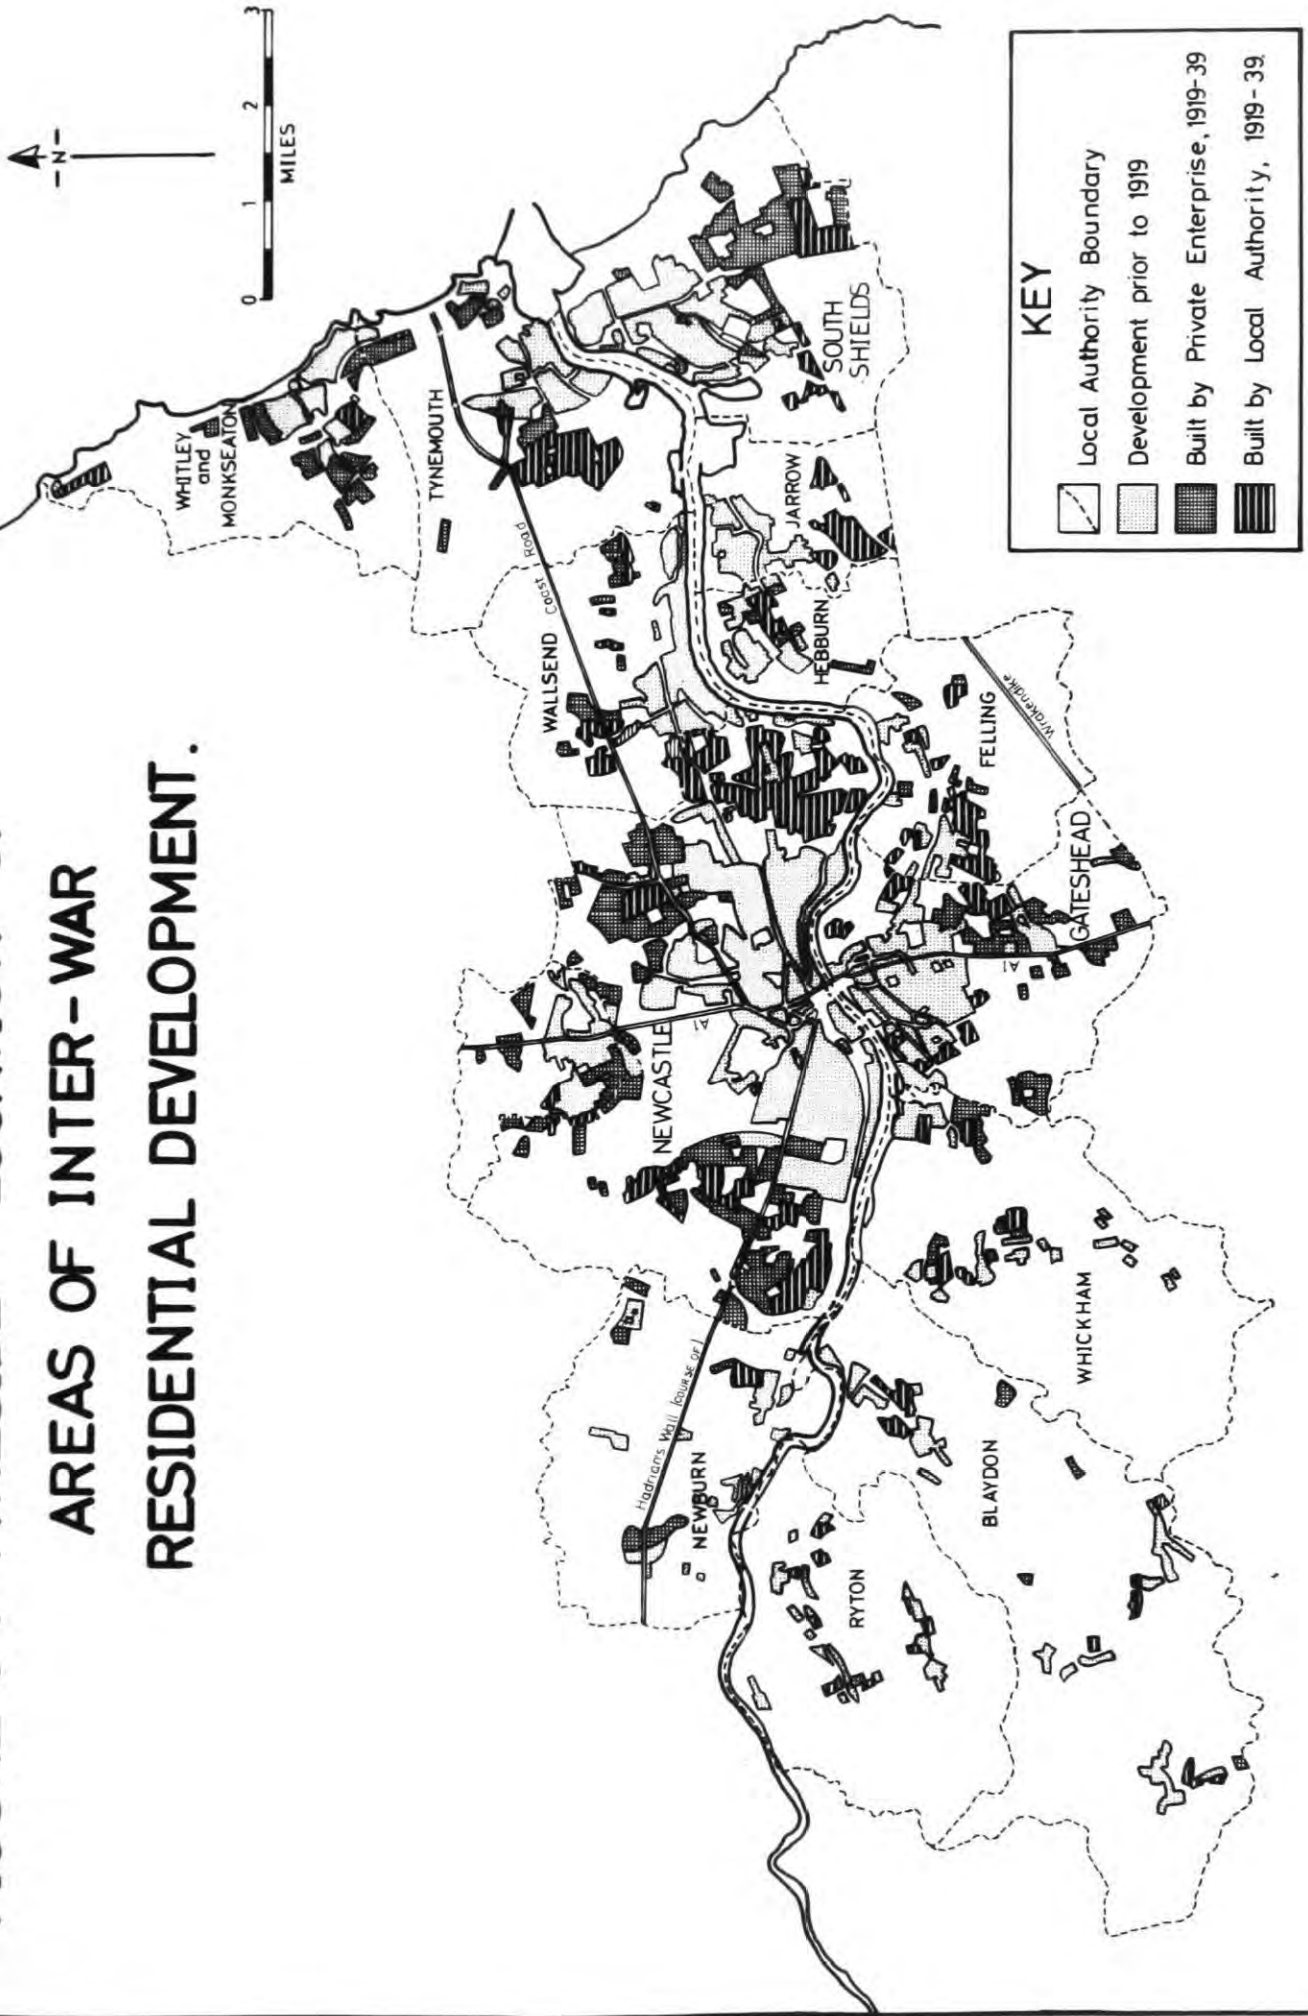 AREAS OF INTER-WAR
RESIDENTIAL DEVELOPMENT.
-N-
0 1 2 3
MILES
WHITLEY
and
MONKSEATON
TYNEMOUTH
Coast Road
WALLSEND
SOUTH
SHIELDS
JARROW
HEBBURN
FELLING
Wrakendike
GATESHEAD
A1
NEWCASTLE
A1
Hadrian's Wall (COURSE OF)
NEWBURN
WHICKHAM
BLAYDON
RYTON
KEY
Local Authority Boundary
Development prior to 1919
Built by Private Enterprise, 1919-39
Built by Local Authority, 1919-39.